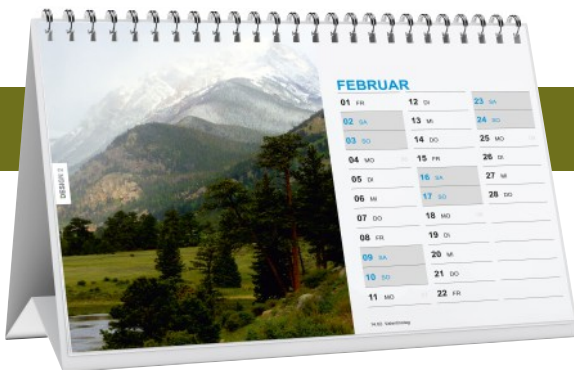 DESIGN 2
FEBRUAR
01 FR
02 SA
03 SO
04 MO
05 DI
06 MI
07 DO
08 FR
09 SA
10 SO
11 MO
12 DI
13 MI
14 DO
15 FR
16 SA
17 SO
18 MO
19 DI
20 MI
21 DO
22 FR
23 SA
24 SO
25 MO
26 DI
27 MI
28 DO